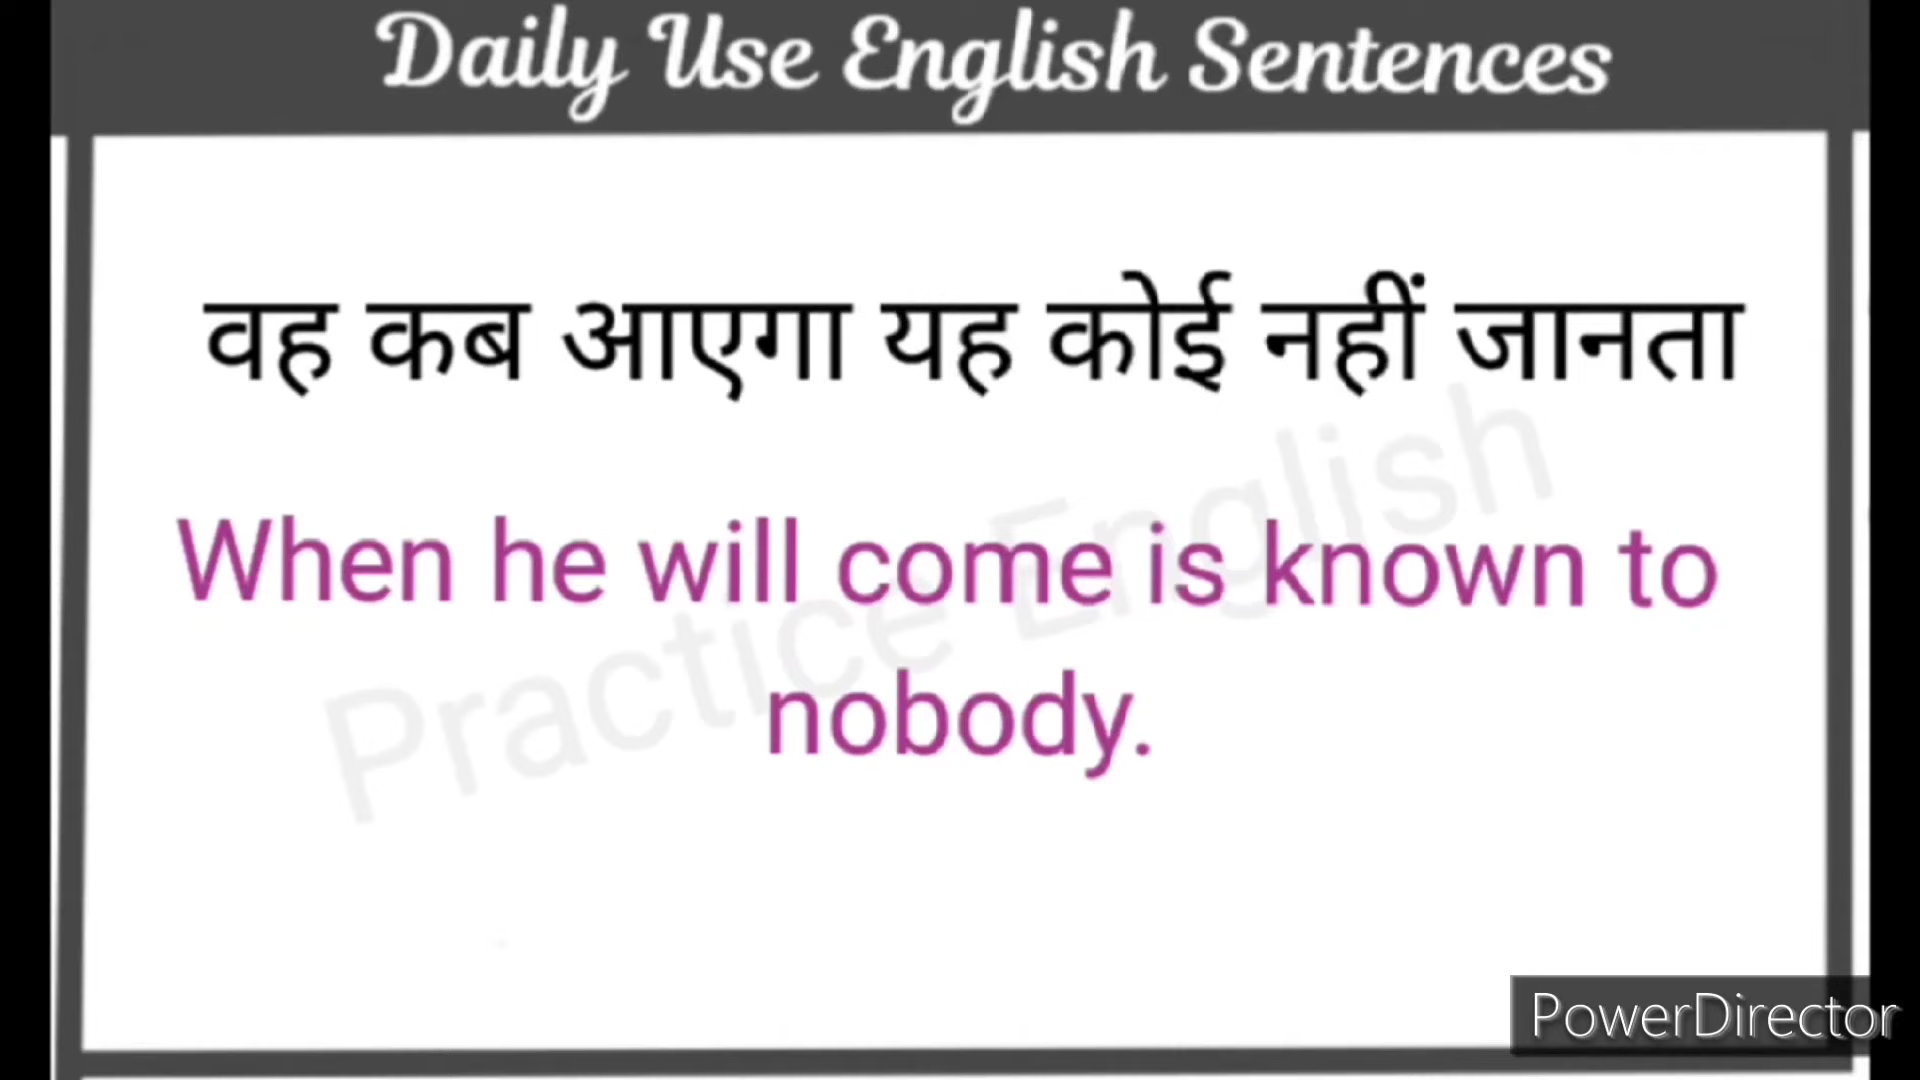 Daily Use English Sentences
वह कब आएगा यह कोई नहीं जानता
When he will come is known to
nobody.
Practice English
PowerDirector